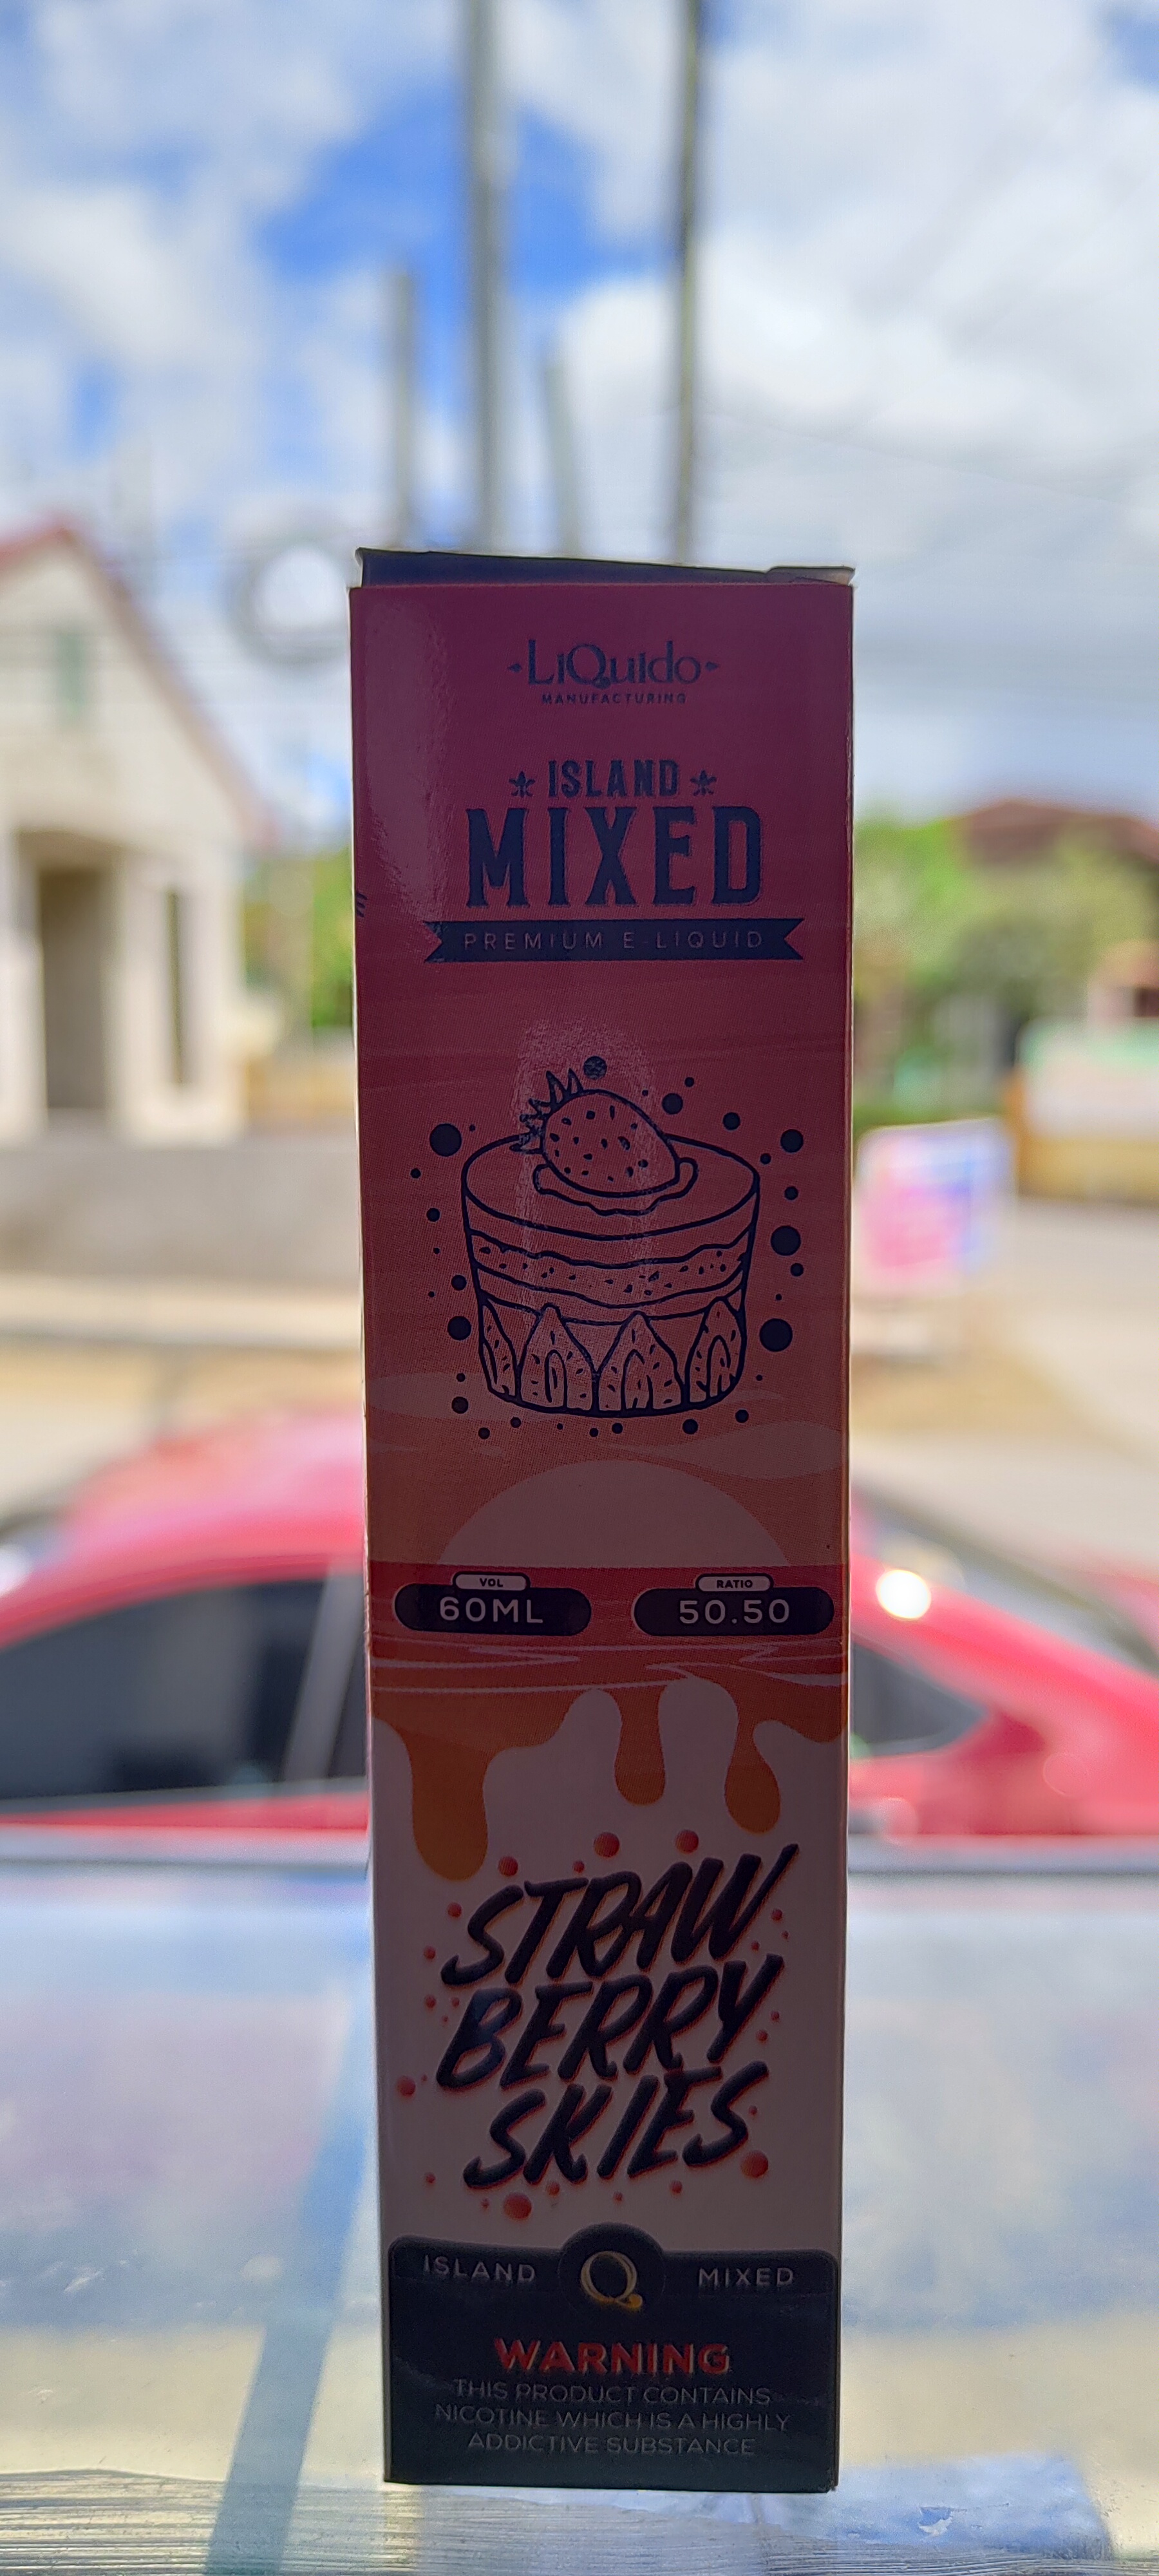 LiQuido
MANUFACTURING
ISLAND
MIXED
PREMIUM E-LIQUID
VOL
60ML
RATIO
50.50
STRAW
BERRY
SKIES
ISLAND Q MIXED
WARNING
THIS PRODUCT CONTAINS
NICOTINE WHICH IS A HIGHLY
ADDICTIVE SUBSTANCE